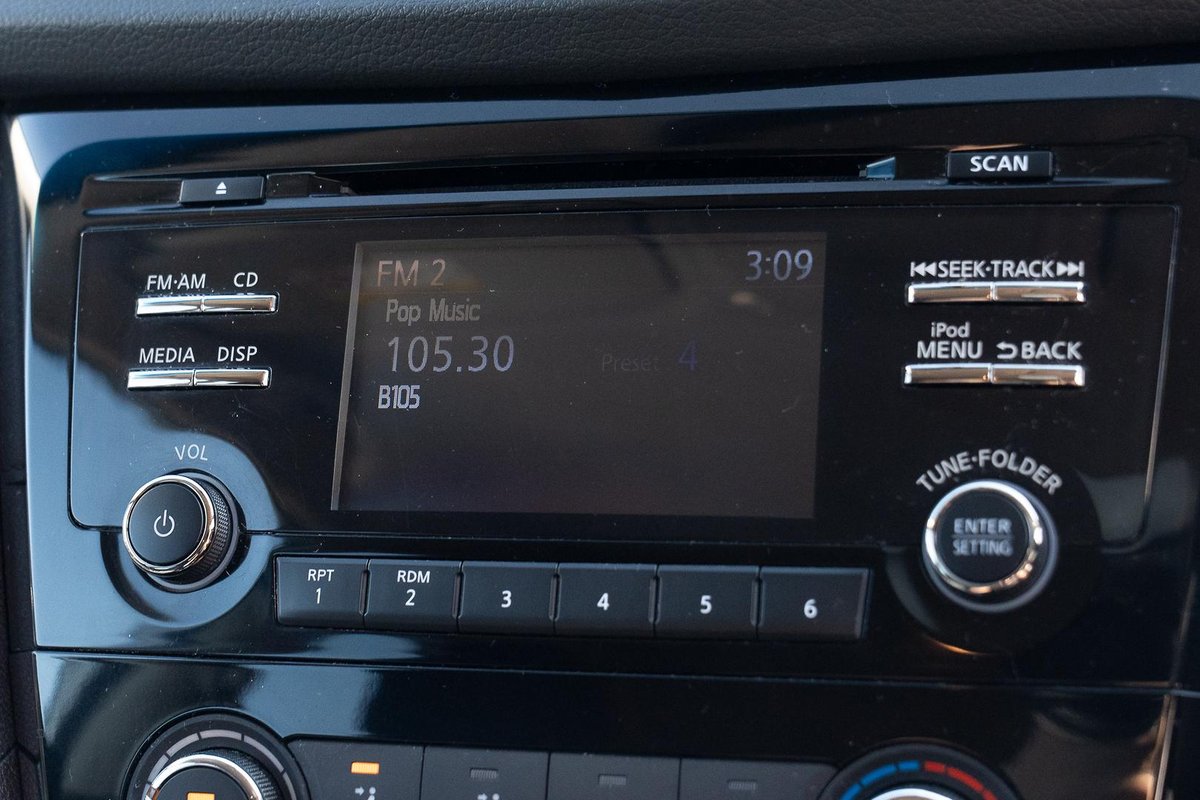 SCAN
FM·AM CD
MEDIA DISP
VOL
FM 2 3:09
Pop Music
105.30 Preset 4
B105
SEEK·TRACK
iPod
MENU BACK
TUNE·FOLDER
ENTER
SETTING
RPT
1
RDM
2
3
4
5
6